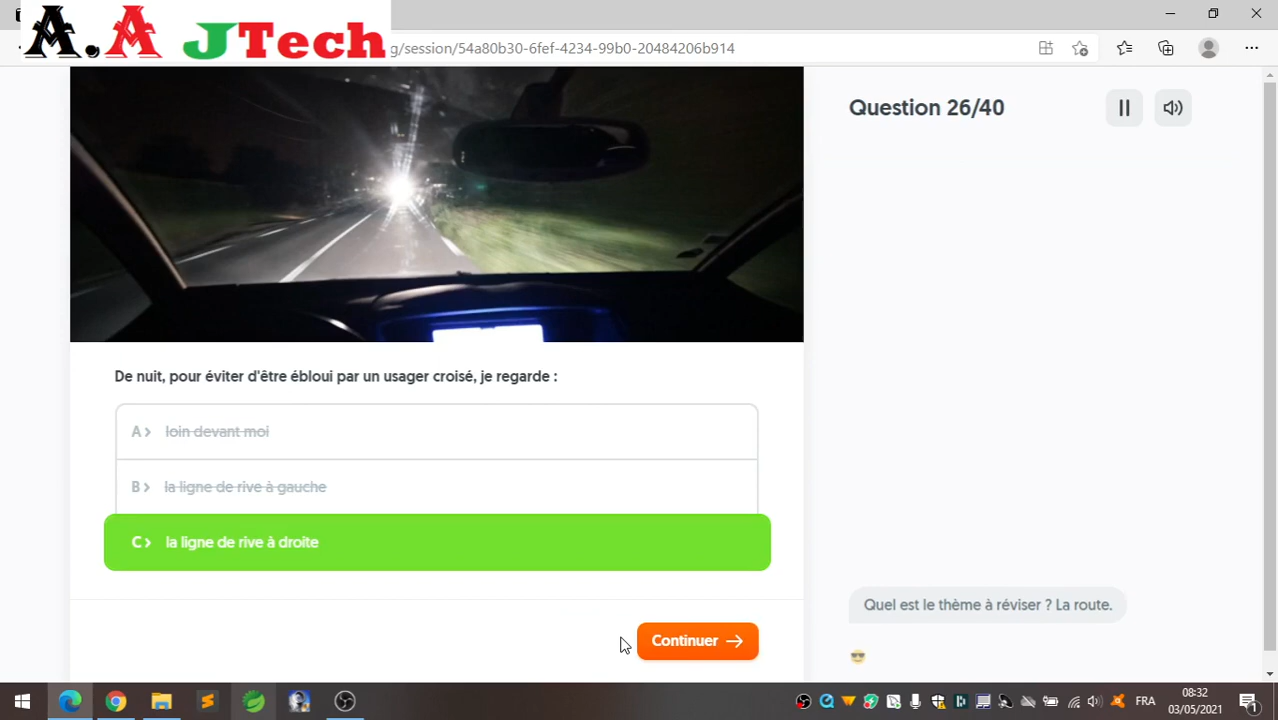 A.A JTech
g/session/54a80b30-6fef-4234-99b0-20484206b914
Question 26/40
De nuit, pour éviter d'être ébloui par un usager croisé, je regarde :
A > loin devant moi
B > la ligne de rive à gauche
C > la ligne de rive à droite
Quel est le thème à réviser ? La route.
Continuer →
FRA
08:32
03/05/2021
1